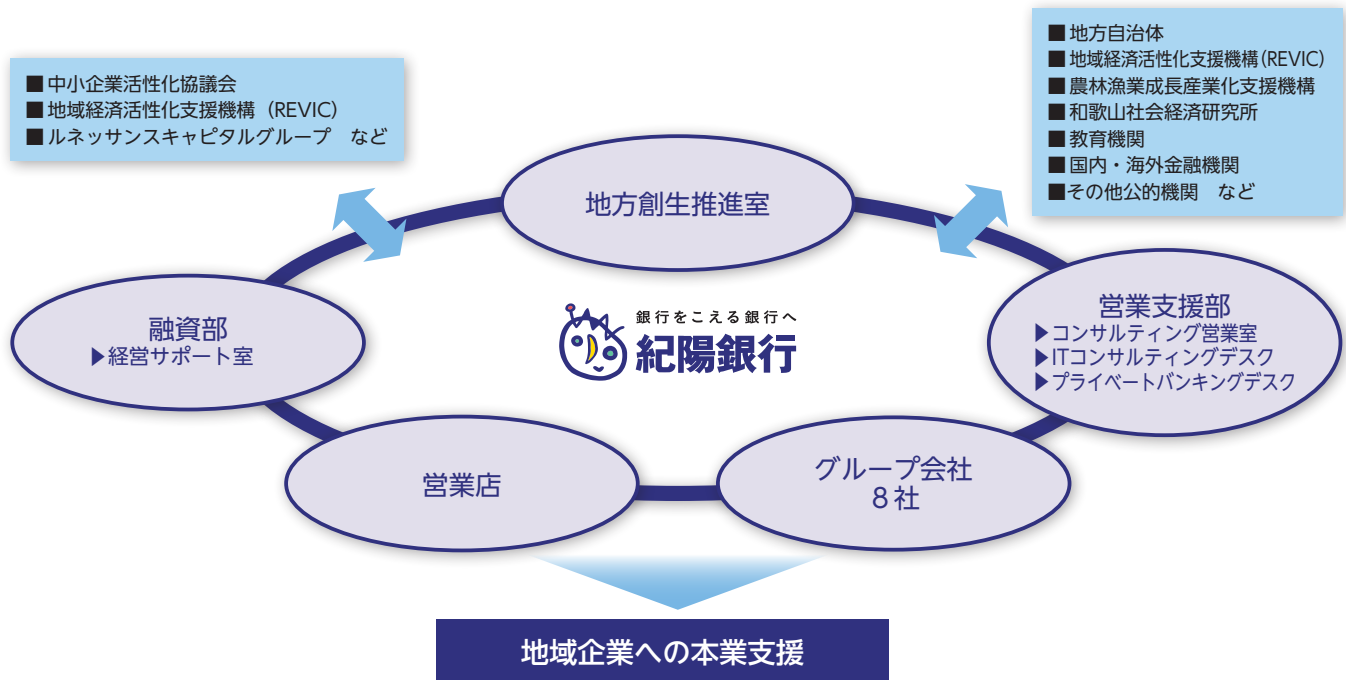 ■中小企業活性化協議会
■地域経済活性化支援機構（REVIC）
■ルネッサンスキャピタルグループ　など
■地方自治体
■地域経済活性化支援機構（REVIC）
■農林漁業成長産業化支援機構
■和歌山社会経済研究所
■教育機関
■国内・海外金融機関
■その他公的機関　など
地方創生推進室
融資部
▶経営サポート室
銀行をこえる銀行へ
紀陽銀行
営業支援部
▶コンサルティング営業室
▶ITコンサルティングデスク
▶プライベートバンキングデスク
営業店
グループ会社
8社
地域企業への本業支援